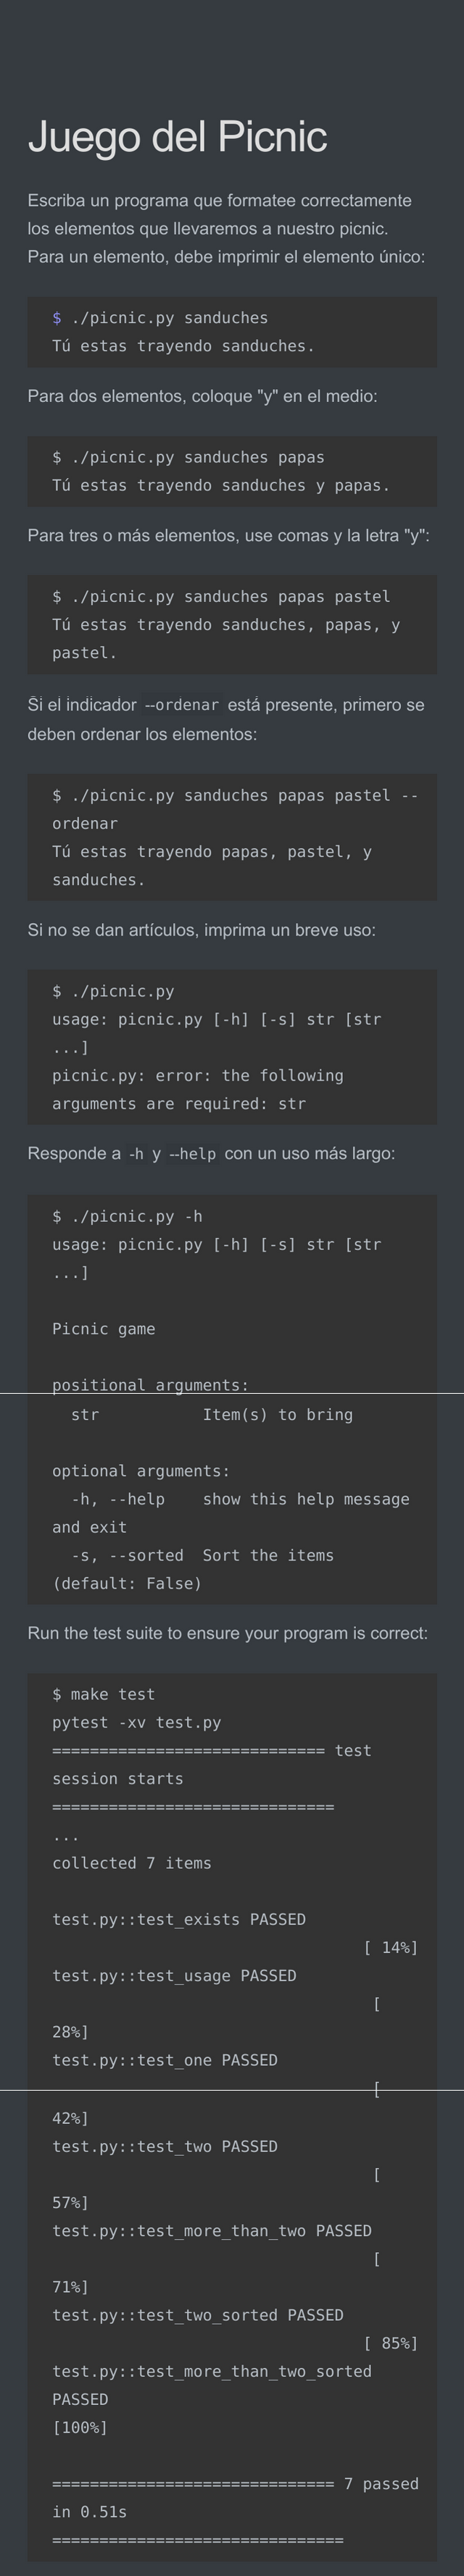 Juego del Picnic
Escriba un programa que formatee correctamente
los elementos que llevaremos a nuestro picnic.
Para un elemento, debe imprimir el elemento único:
$ ./picnic.py sanduches
Tú estas trayendo sanduches.
Para dos elementos, coloque "y" en el medio:
$ ./picnic.py sanduches papas
Tú estas trayendo sanduches y papas.
Para tres o más elementos, use comas y la letra "y":
$ ./picnic.py sanduches papas pastel
Tú estas trayendo sanduches, papas, y
pastel.
Si el indicador --ordenar está presente, primero se
deben ordenar los elementos:
$ ./picnic.py sanduches papas pastel --
ordenar
Tú estas trayendo papas, pastel, y
sanduches.
Si no se dan artículos, imprima un breve uso:
$ ./picnic.py
usage: picnic.py [-h] [-s] str [str
...]
picnic.py: error: the following
arguments are required: str
Responde a -h y --help con un uso más largo:
$ ./picnic.py -h
usage: picnic.py [-h] [-s] str [str
...]
Picnic game
positional arguments:
str           Item(s) to bring
optional arguments:
-h, --help    show this help message
and exit
-s, --sorted  Sort the items
(default: False)
Run the test suite to ensure your program is correct:
$ make test
pytest -xv test.py
============================= test
session starts
==============================
...
collected 7 items
test.py::test_exists PASSED
[ 14%]
test.py::test_usage PASSED
[
28%]
test.py::test_one PASSED
[
42%]
test.py::test_two PASSED
[
57%]
test.py::test_more_than_two PASSED
[
71%]
test.py::test_two_sorted PASSED
[ 85%]
test.py::test_more_than_two_sorted
PASSED
[100%]
============================== 7 passed
in 0.51s
===============================